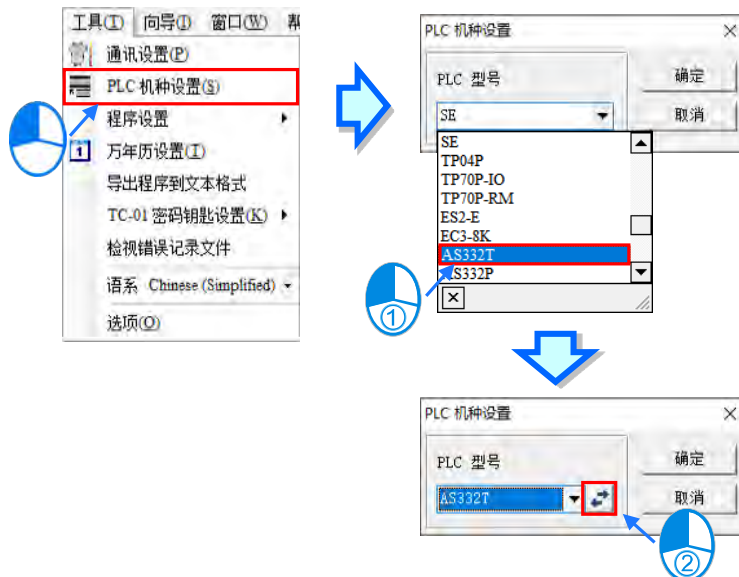 工具(T) 向导(I) 窗口(W) 帮
通讯设置(P)
PLC 机种设置(S)
程序设置
1 万年历设置(I)
导出程序到文本格式
TC-01 密码钥匙设置(K)
检视错误记录文件
语系 Chinese (Simplified)
选项(O)
PLC 机种设置
PLC 型号
确定
SE
取消
SE
TP04P
TP70P-IO
TP70P-RM
ES2-E
EC3-8K
AS332T
AS332P
①
PLC 机种设置
PLC 型号
确定
AS332T
取消
②